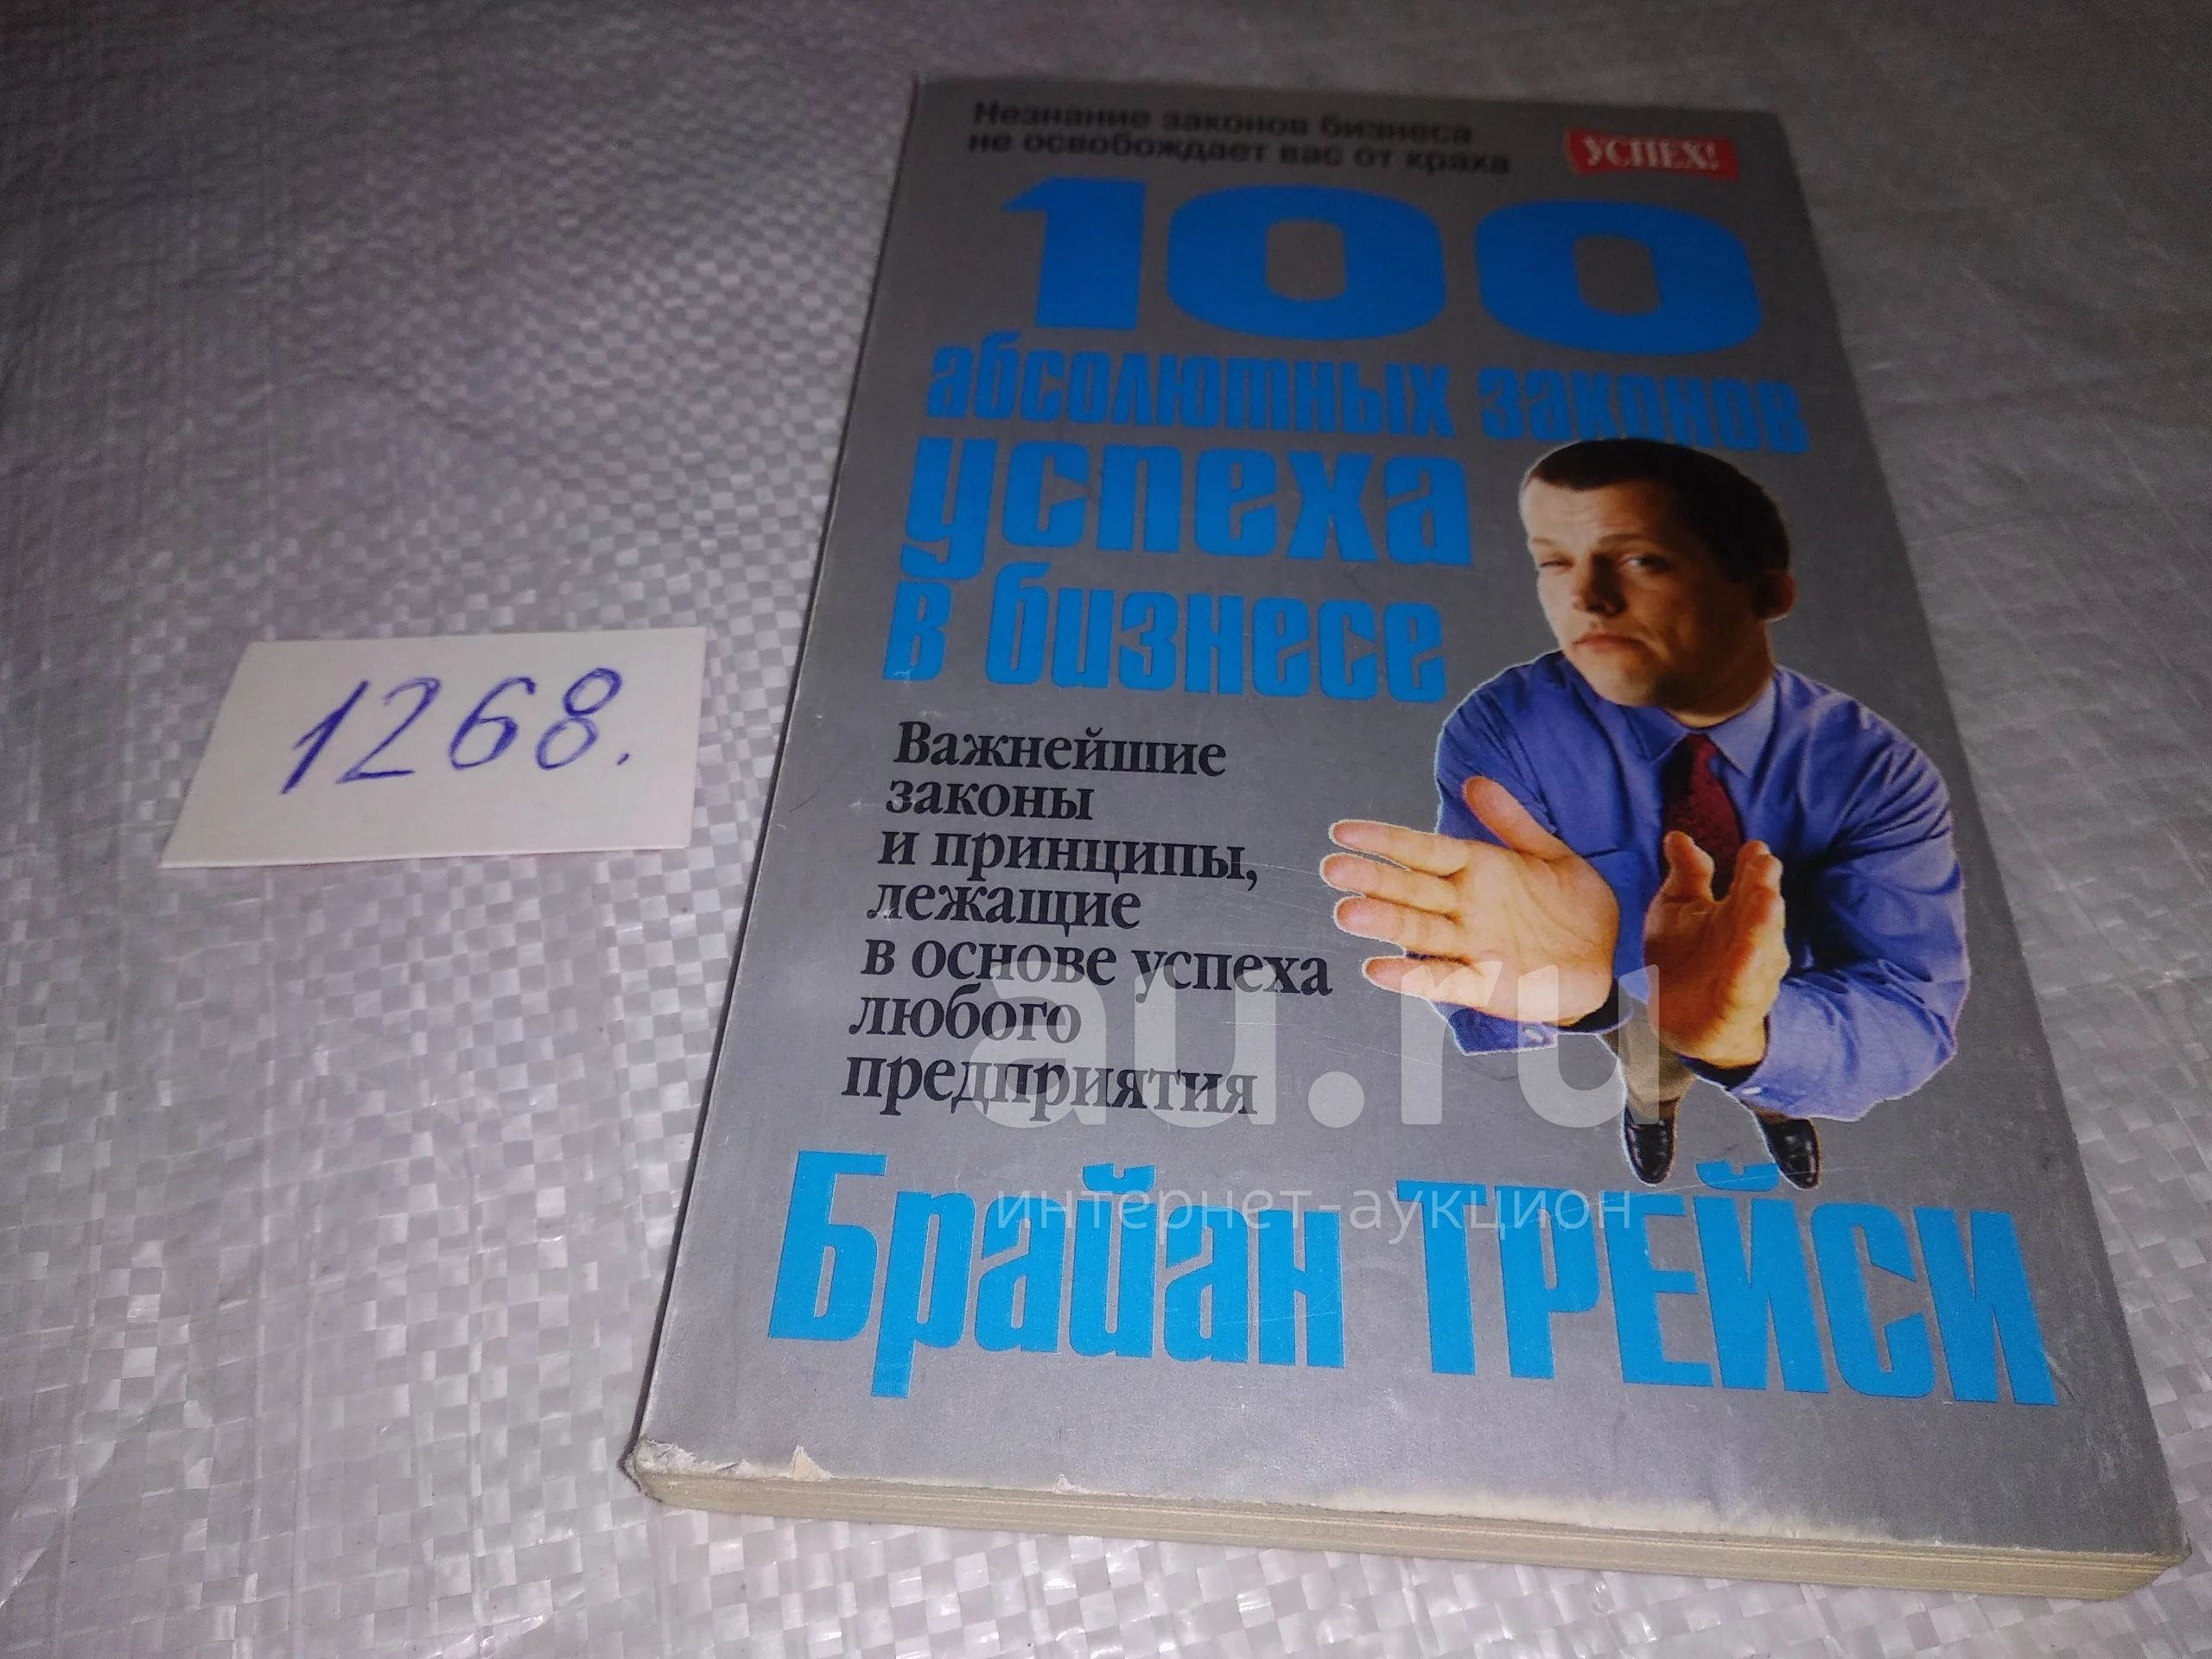 Незнание законов бизнеса
не освобождает вас от краха
УСПЕХ!
100
абсолютных законов
успеха
в бизнесе
Важнейшие
законы
и принципы,
лежащие
в основе успеха
любого
предприятия
Брайан ТРЕЙСИ
1268.
au.ru
интернет-аукцион